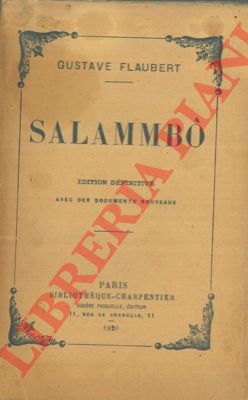 GUSTAVE FLAUBERT
SALAMMBÔ
EDITION DÉFINITIVE
AVEC DES DOCUMENTS NOUVEAUX
PARIS
BIBLIOTHÈQUE-CHARPENTIER
EUGÈNE FASQUELLE, ÉDITEUR
11, RUE DE GRENELLE, 11
LIBRERIA PIANI